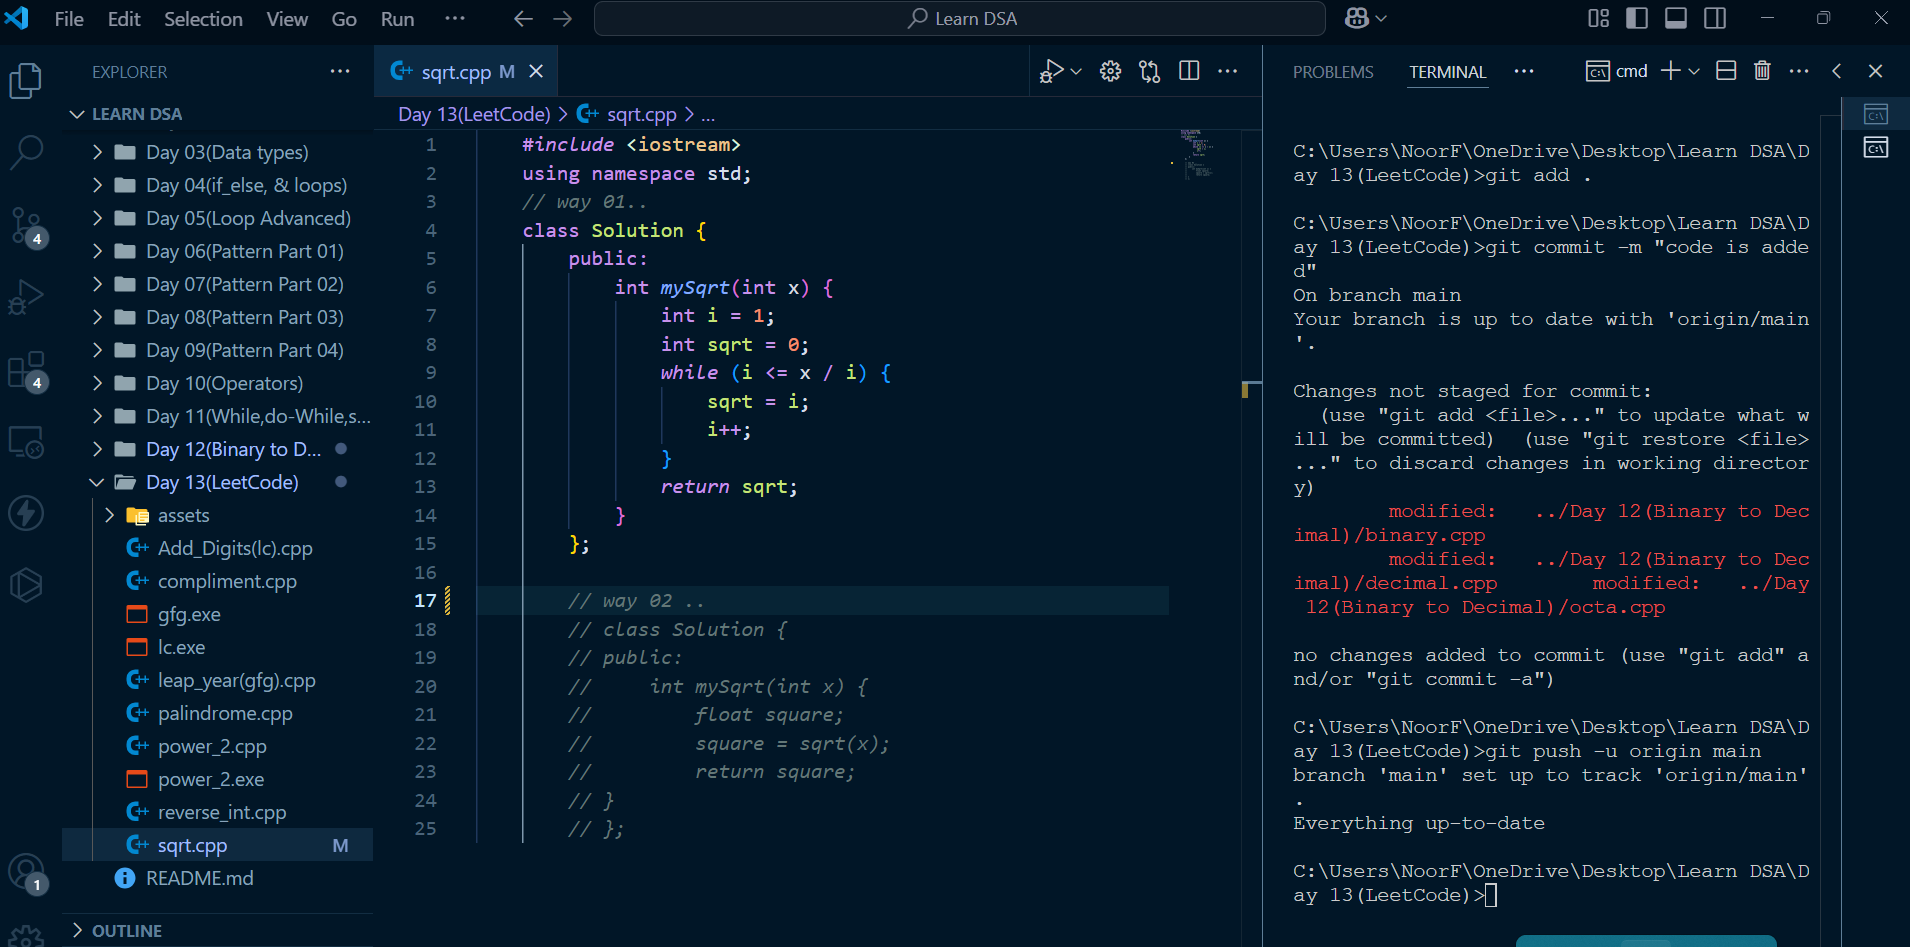 File Edit Selection View Go Run ...
Learn DSA
EXPLORER ...
LEARN DSA
Day 03(Data types)
Day 04(if_else, & loops)
Day 05(Loop Advanced)
Day 06(Pattern Part 01)
Day 07(Pattern Part 02)
Day 08(Pattern Part 03)
Day 09(Pattern Part 04)
Day 10(Operators)
Day 11(While,do-While,s...
Day 12(Binary to D...
Day 13(LeetCode)
assets
Add_Digits(lc).cpp
compliment.cpp
gfg.exe
lc.exe
leap_year(gfg).cpp
palindrome.cpp
power_2.cpp
power_2.exe
reverse_int.cpp
sqrt.cpp M
README.md
OUTLINE
4
4
1
sqrt.cpp M
Day 13(LeetCode) > sqrt.cpp > ...
1 #include <iostream>
2 using namespace std;
3 // way 01..
4 class Solution {
5 public:
6 int mySqrt(int x) {
7 int i = 1;
8 int sqrt = 0;
9 while (i <= x / i) {
10 sqrt = i;
11 i++;
12 }
13 return sqrt;
14 }
15 };
16
17 // way 02 ..
18 // class Solution {
19 // public:
20 // int mySqrt(int x) {
21 // float square;
22 // square = sqrt(x);
23 // return square;
24 // }
25 // };
PROBLEMS TERMINAL ... cmd
C:\Users\NoorF\OneDrive\Desktop\Learn DSA\D
ay 13(LeetCode)>git add .
C:\Users\NoorF\OneDrive\Desktop\Learn DSA\D
ay 13(LeetCode)>git commit -m "code is adde
d"
On branch main
Your branch is up to date with 'origin/main
'.
Changes not staged for commit:
(use "git add <file>..." to update what w
ill be committed) (use "git restore <file>
..." to discard changes in working director
y)
modified: ../Day 12(Binary to Dec
imal)/binary.cpp
modified: ../Day 12(Binary to Dec
imal)/decimal.cpp modified: ../Day
12(Binary to Decimal)/octa.cpp
no changes added to commit (use "git add" a
nd/or "git commit -a")
C:\Users\NoorF\OneDrive\Desktop\Learn DSA\D
ay 13(LeetCode)>git push -u origin main
branch 'main' set up to track 'origin/main'
.
Everything up-to-date
C:\Users\NoorF\OneDrive\Desktop\Learn DSA\D
ay 13(LeetCode)>